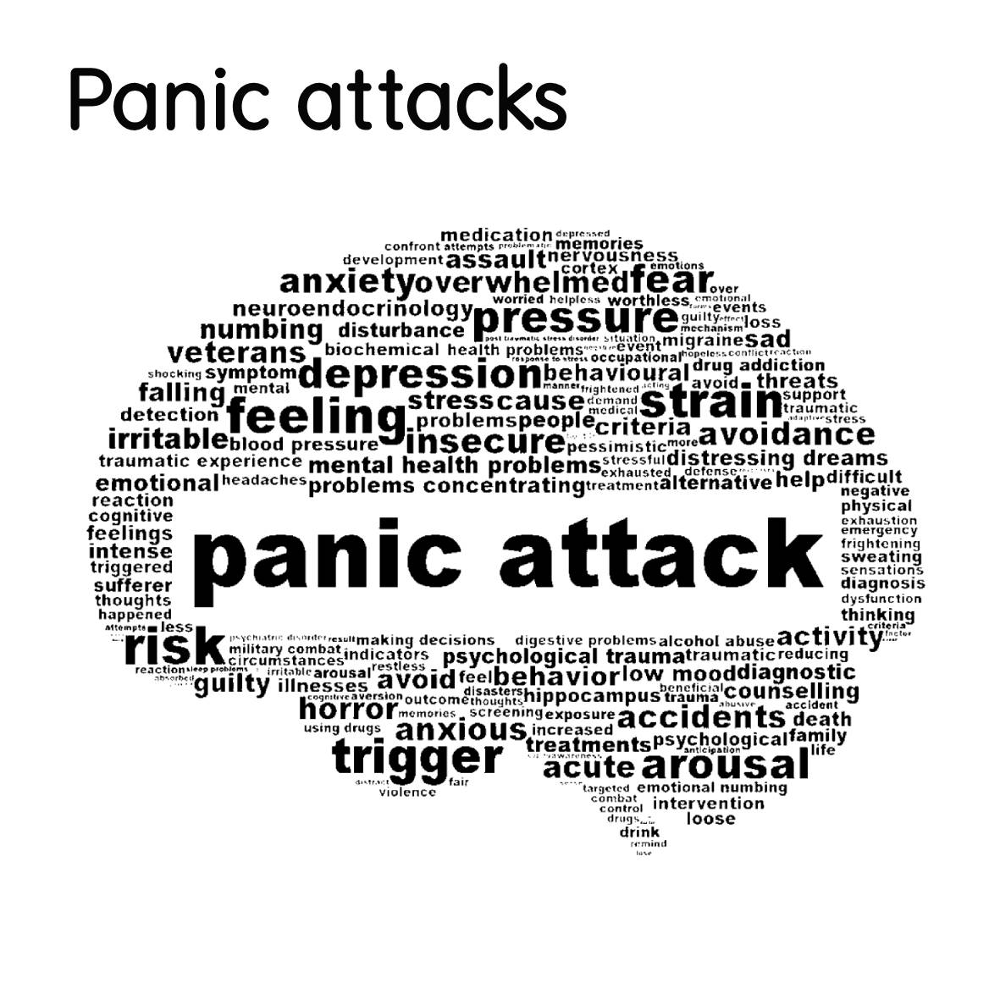 Panic attacks
medication depressed
confront attempts problematic memories
development assault nervousness
cortex emotions
anxiety overwhelmed fear over
worried helpless worthless emotional
neuroendocrinology pressure events
guilty effect loss
mechanism
numbing disturbance
post traumatic stress disorder situation migraine sad
veterans biochemical health problems negative event hopeless conflict reaction
response to stress occupational
shocking symptom depression behavioural drug addiction
manner frightened acting avoid threats
falling mental stress cause demand strain support
medical traumatic
detection feeling problems people criteria adaptive stress
irritable blood pressure insecure pessimistic more avoidance
traumatic experience mental health problems stressful distressing dreams
exhausted defense
emotional headaches problems concentrating treatment alternative help difficult
reaction negative
cognitive physical
feelings exhaustion
emergency
intense frightening
triggered sweating
panic attack
sufferer sensations
thoughts diagnosis
happened dysfunction
attempts less thinking
criteria
risk psychiatric disorder result making decisions digestive problems alcohol abuse activity factor
military combat
circumstances indicators psychological trauma traumatic reducing
reaction sleep problems irritable arousal restless
absorbed guilty illnesses avoid feel behavior low mood diagnostic
disasters beneficial
cognitive aversion outcome thoughts hippocampus trauma counselling
abusive accident
horror memories screening exposure accidents death
using drugs anxious increased
treatments psychological family
anticipation life
trigger awareness
acute arousal
distract fair
violence targeted emotional numbing
combat
control intervention
drugs loose
drink
remind
lose